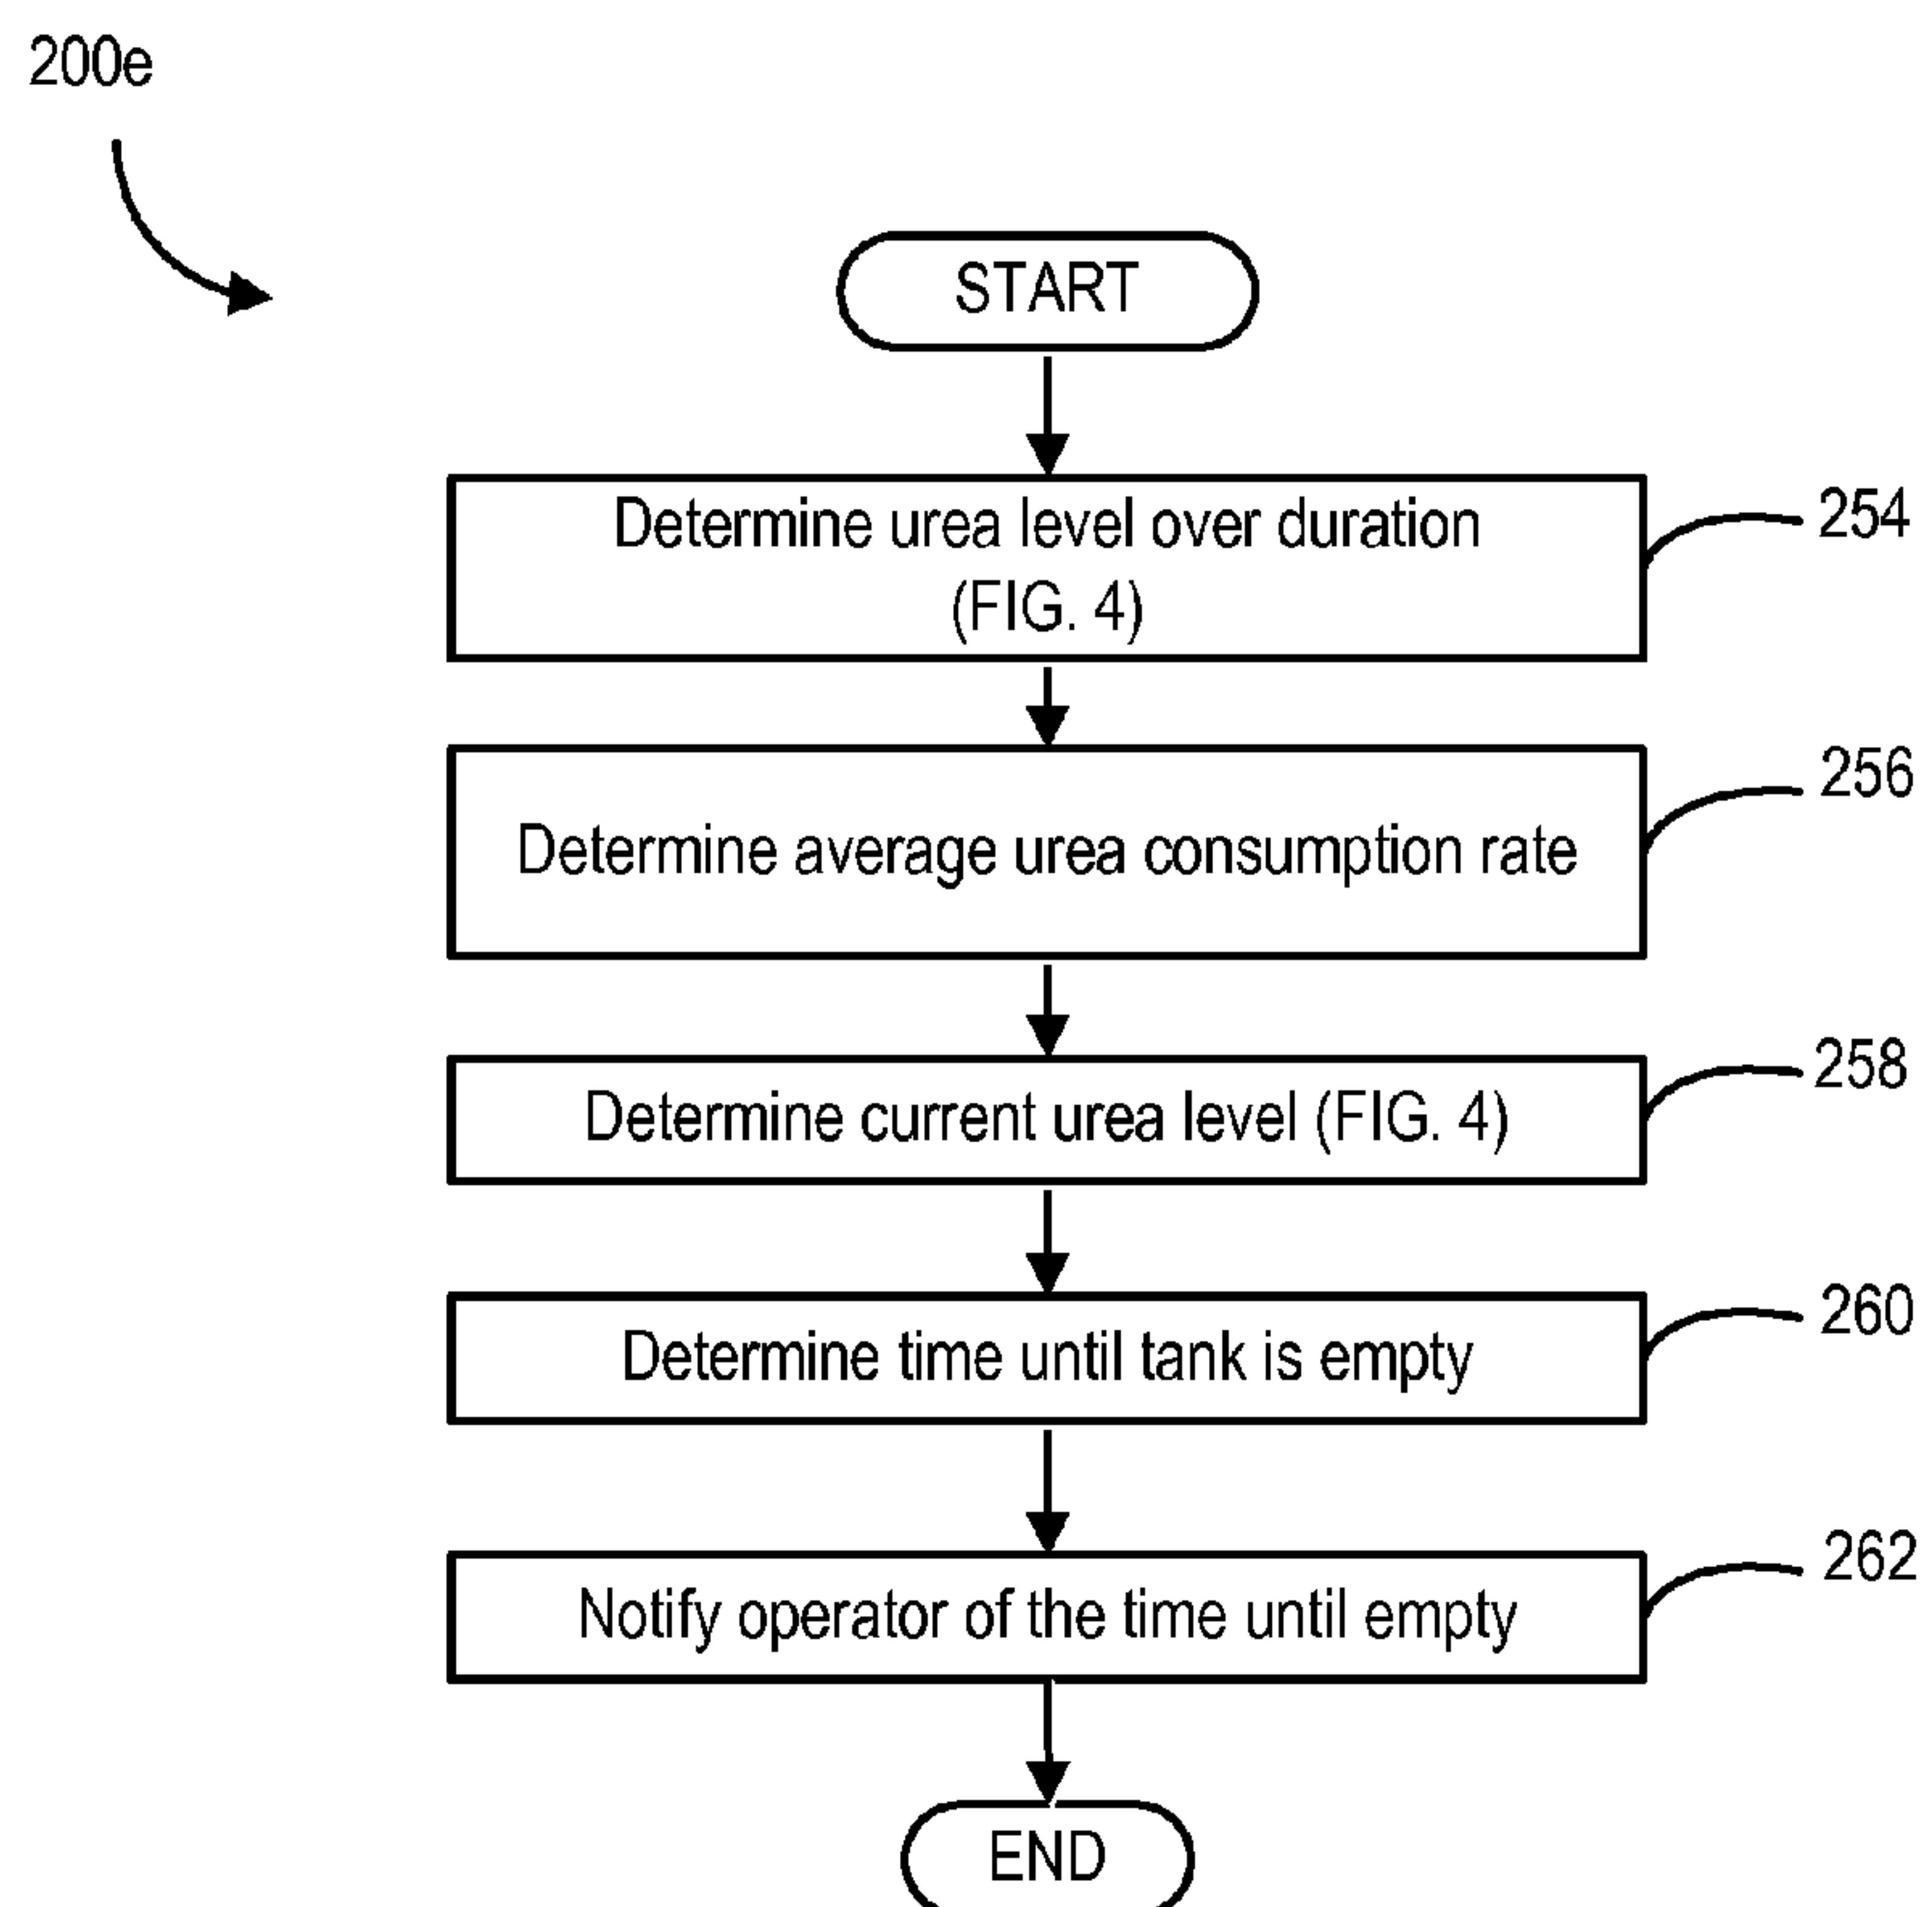 200e
START
Determine urea level over duration
(FIG. 4)
254
Determine average urea consumption rate
256
Determine current urea level (FIG. 4)
258
Determine time until tank is empty
260
Notify operator of the time until empty
262
END